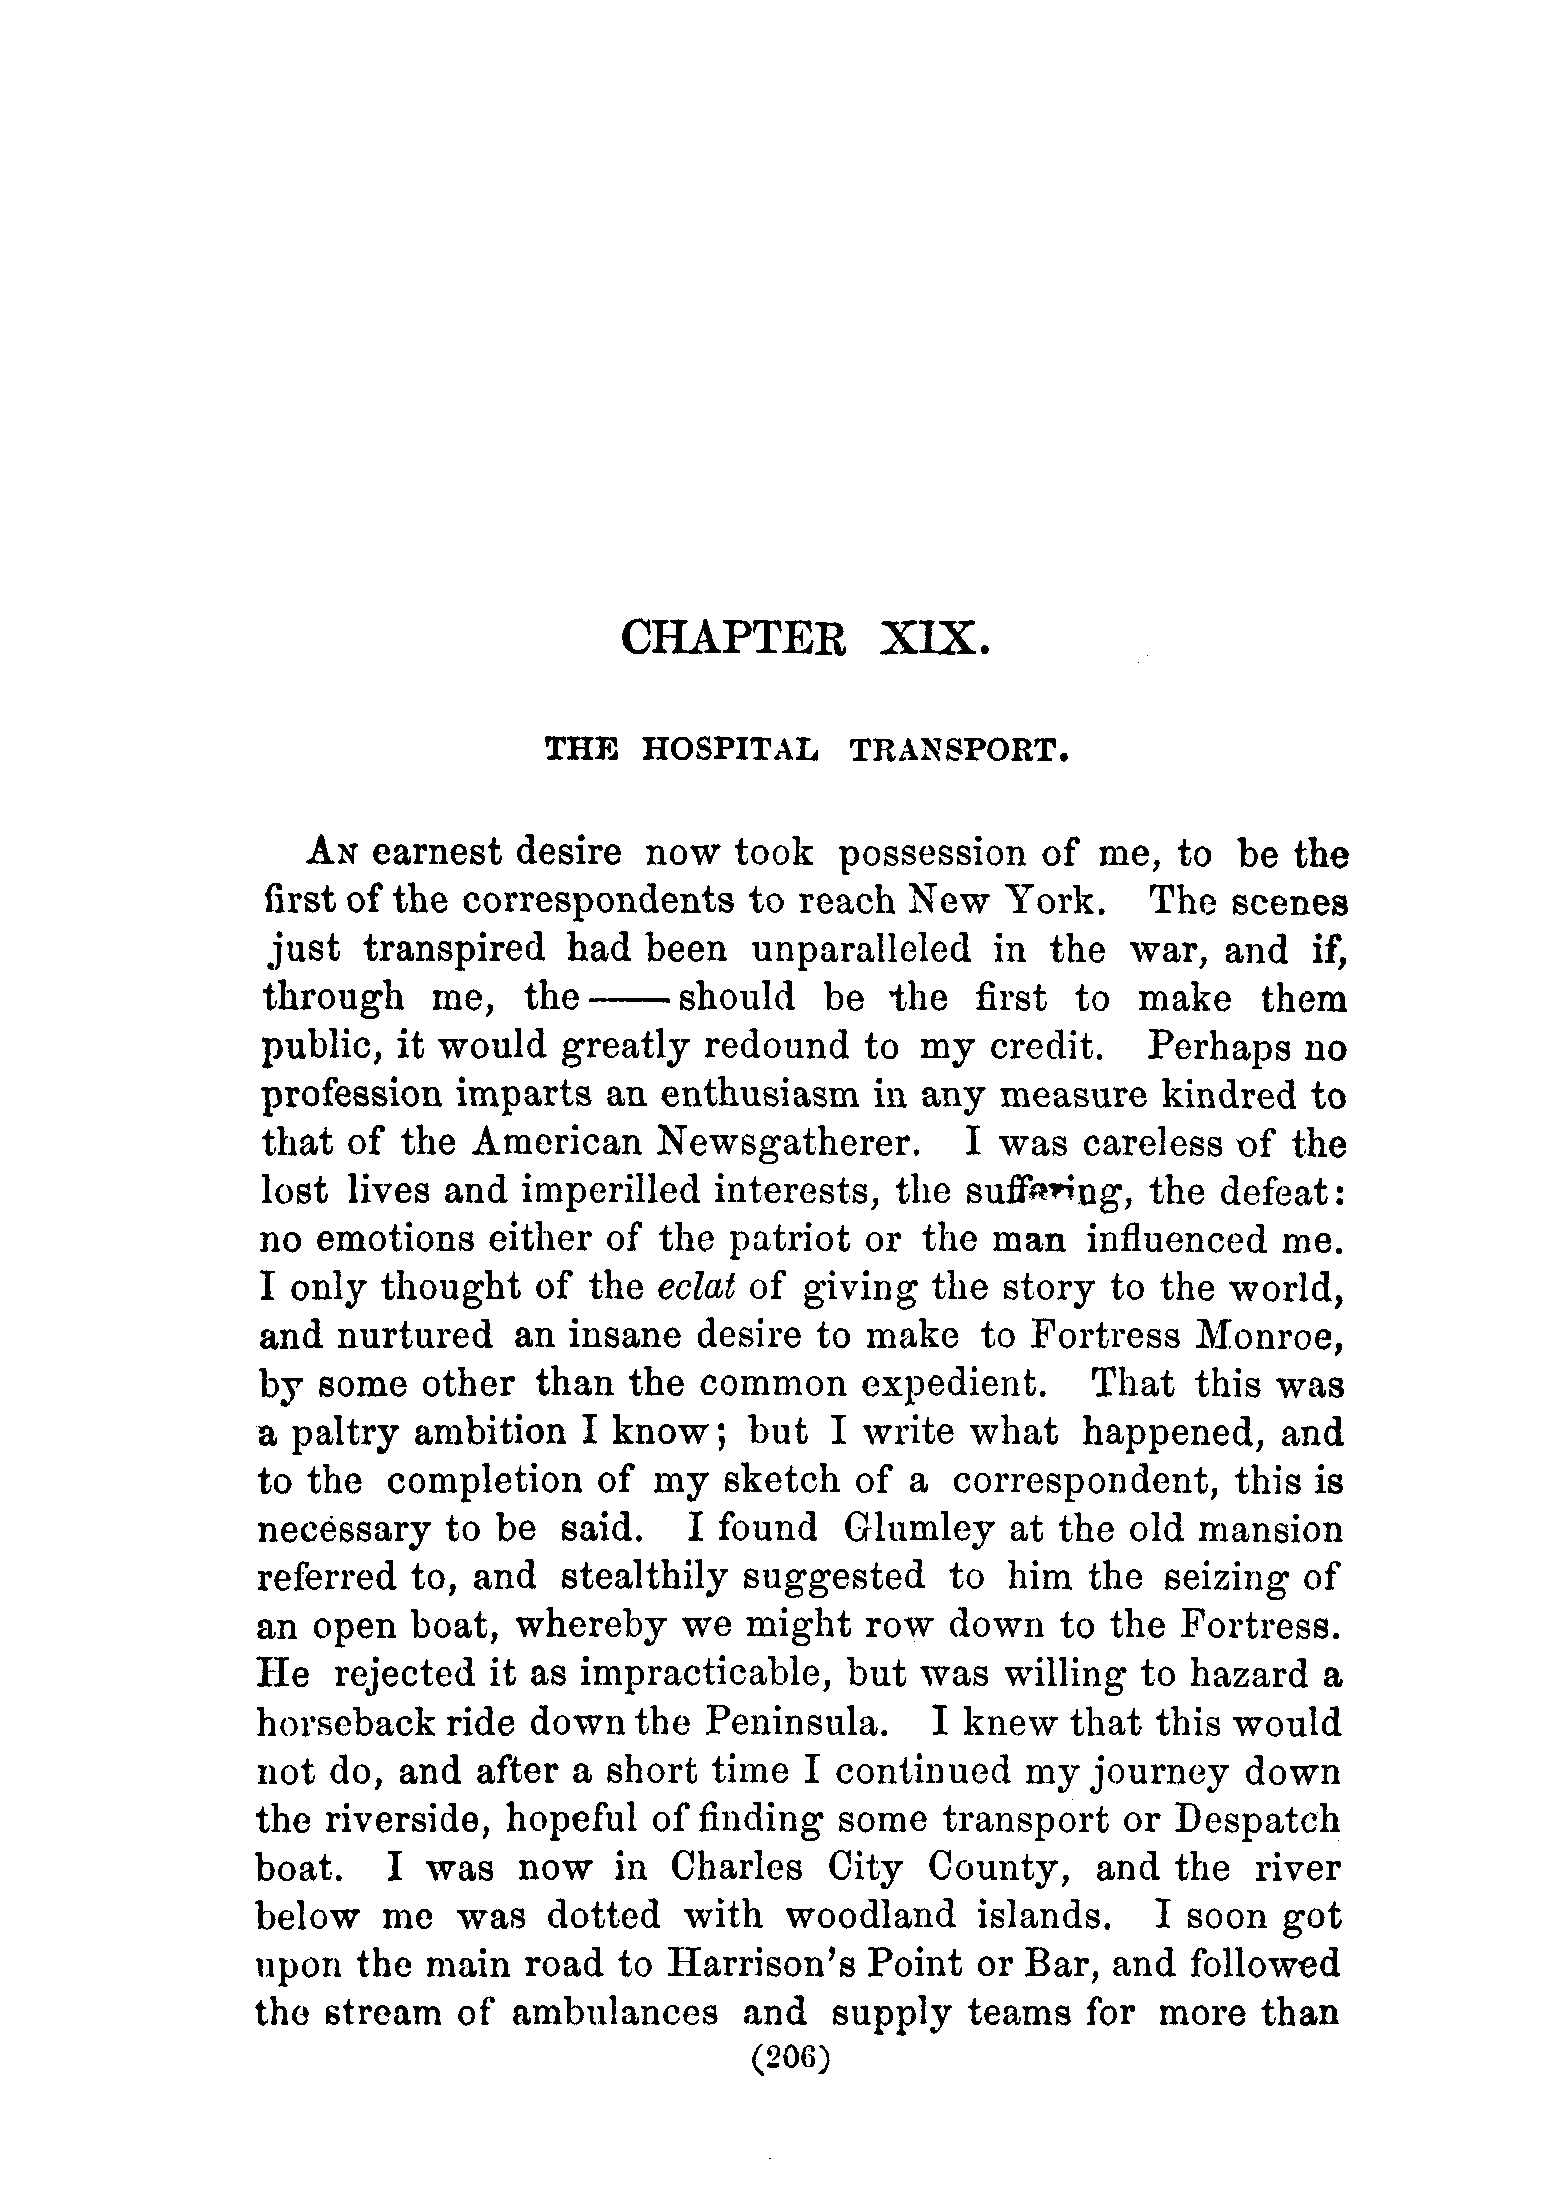 CHAPTER XIX.
THE HOSPITAL TRANSPORT.
AN earnest desire now took possession of me, to be the
first of the correspondents to reach New York. The scenes
just transpired had been unparalleled in the war, and if,
through me, the —— should be the first to make them
public, it would greatly redound to my credit. Perhaps no
profession imparts an enthusiasm in any measure kindred to
that of the American Newsgatherer. I was careless of the
lost lives and imperilled interests, the suffering, the defeat:
no emotions either of the patriot or the man influenced me.
I only thought of the eclat of giving the story to the world,
and nurtured an insane desire to make to Fortress Monroe,
by some other than the common expedient. That this was
a paltry ambition I know; but I write what happened, and
to the completion of my sketch of a correspondent, this is
necessary to be said. I found Glumley at the old mansion
referred to, and stealthily suggested to him the seizing of
an open boat, whereby we might row down to the Fortress.
He rejected it as impracticable, but was willing to hazard a
horseback ride down the Peninsula. I knew that this would
not do, and after a short time I continued my journey down
the riverside, hopeful of finding some transport or Despatch
boat. I was now in Charles City County, and the river
below me was dotted with woodland islands. I soon got
upon the main road to Harrison's Point or Bar, and followed
the stream of ambulances and supply teams for more than
(206)